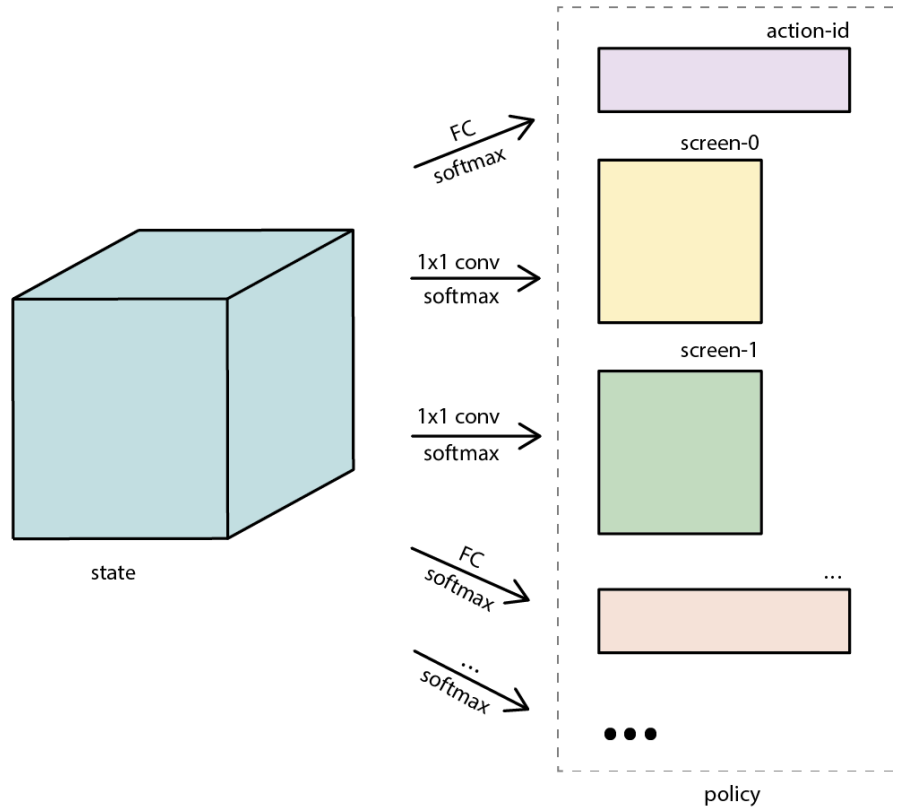 action-id
FC
softmax
screen-0
1x1 conv
softmax
screen-1
1x1 conv
softmax
FC
softmax
...
...
softmax
state
policy